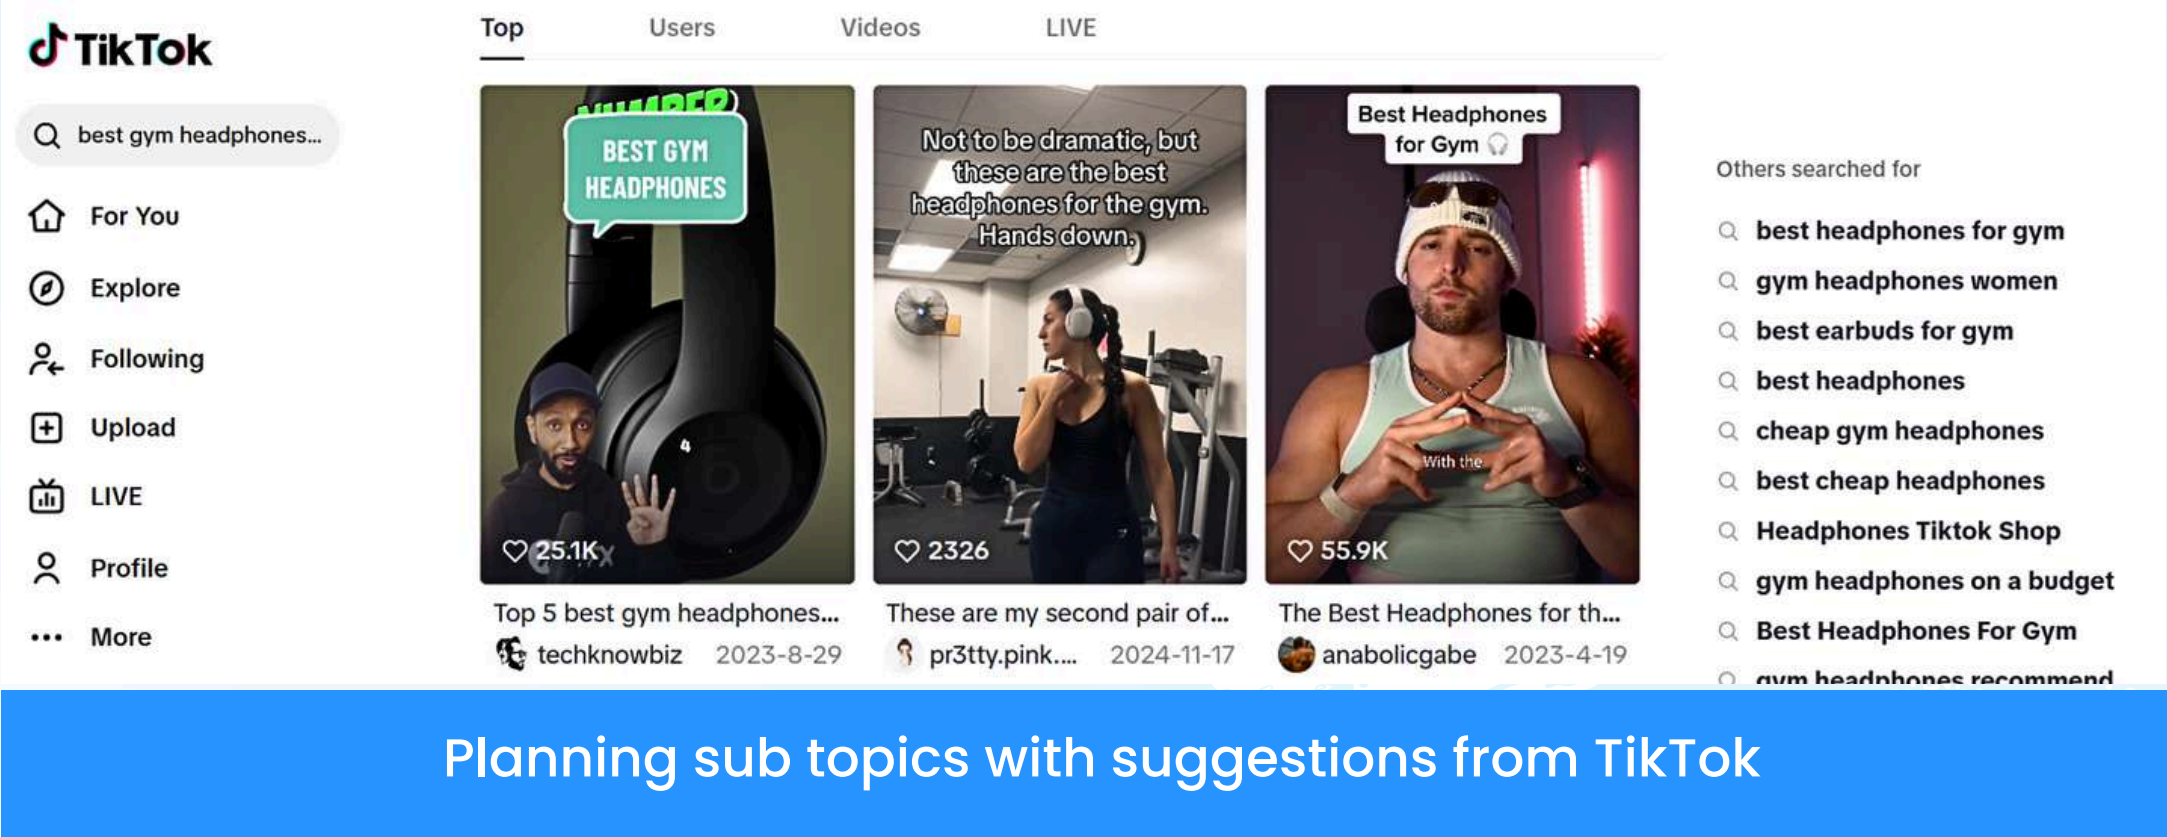 TikTok
best gym headphones...
For You
Explore
Following
Upload
LIVE
Profile
More
Top
Users
Videos
LIVE
NUMBER
BEST GYM
HEADPHONES
4
25.1K
Top 5 best gym headphones...
techknowbiz
2023-8-29
Not to be dramatic, but
these are the best
headphones for the gym.
Hands down.
2326
These are my second pair of...
pr3tty.pink....
2024-11-17
Best Headphones
for Gym
With the
55.9K
The Best Headphones for th...
anabolicgabe
2023-4-19
Others searched for
best headphones for gym
gym headphones women
best earbuds for gym
best headphones
cheap gym headphones
best cheap headphones
Headphones Tiktok Shop
gym headphones on a budget
Best Headphones For Gym
gym headphones recommend
Planning sub topics with suggestions from TikTok